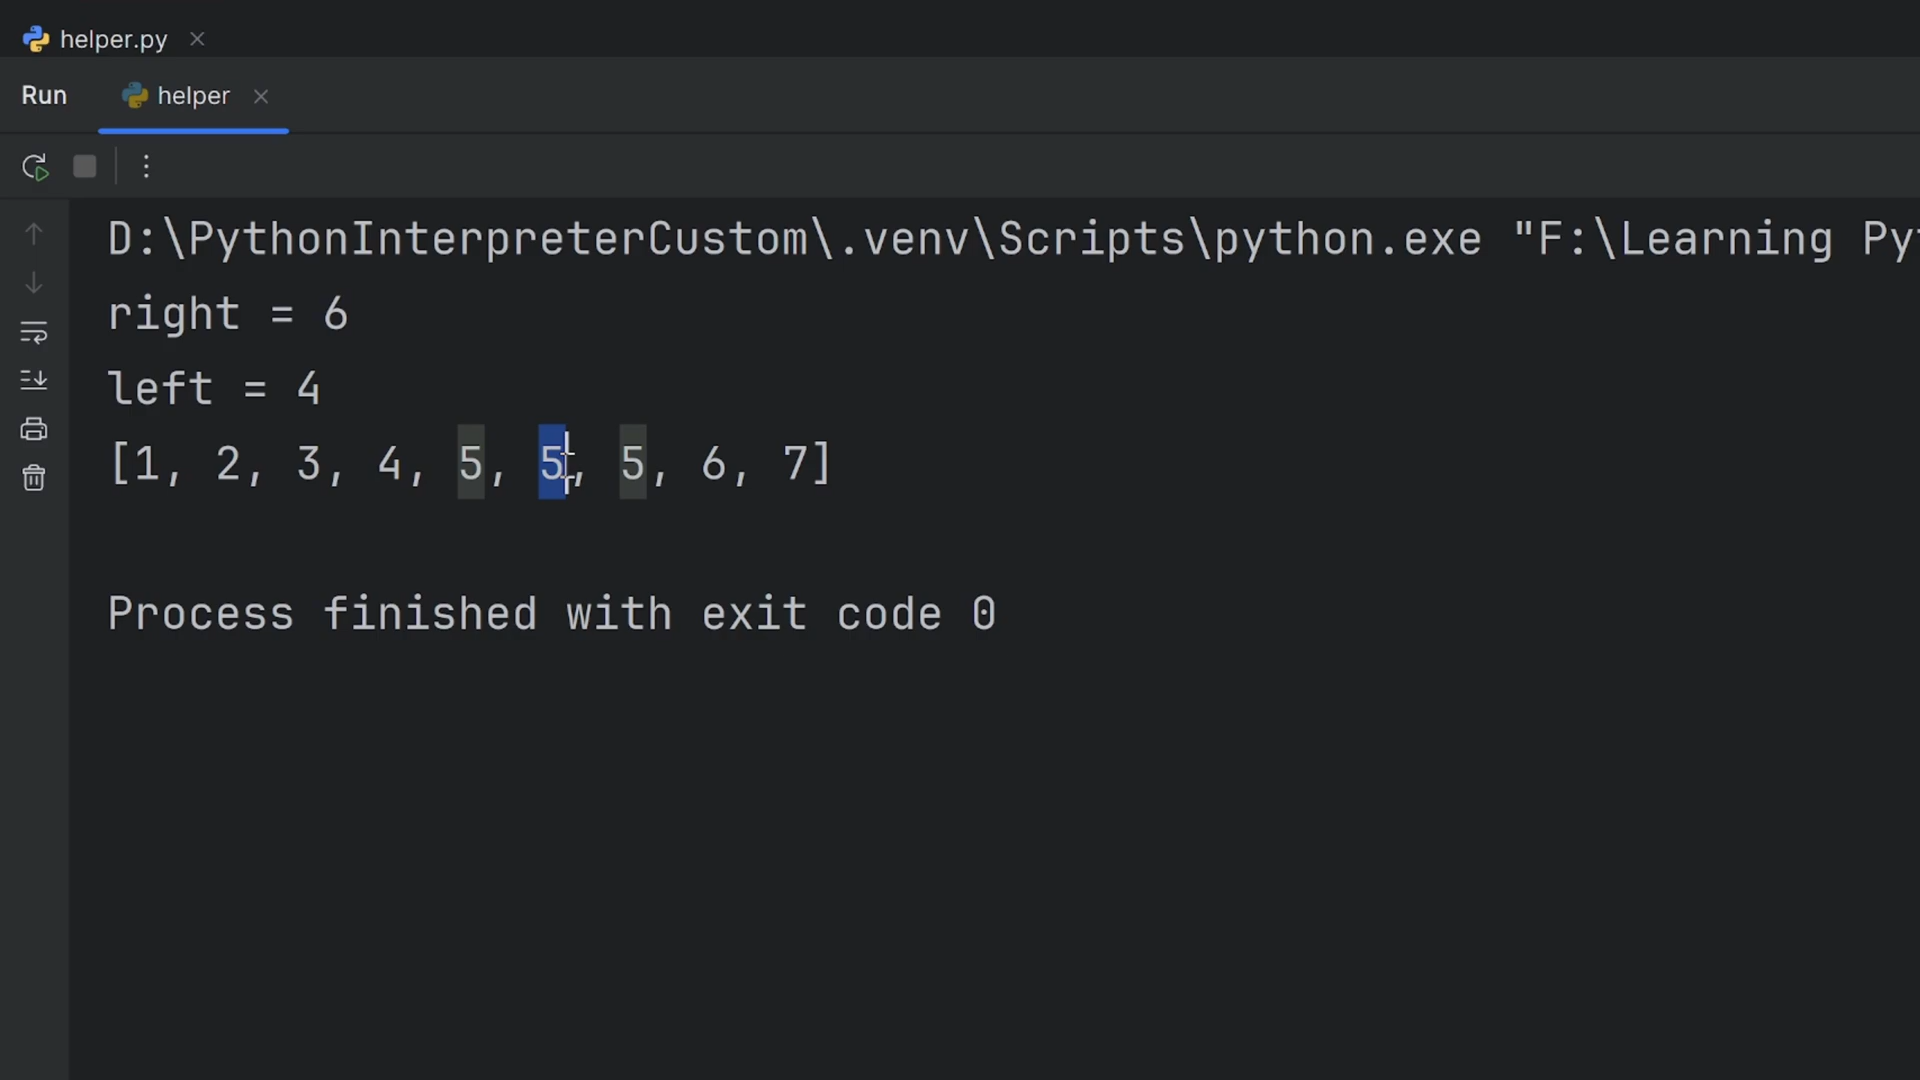 helper.py
Run helper
D:\PythonInterpreterCustom\.venv\Scripts\python.exe "F:\Learning Py
right = 6
left = 4
[1, 2, 3, 4, 5, 5, 5, 6, 7]
Process finished with exit code 0